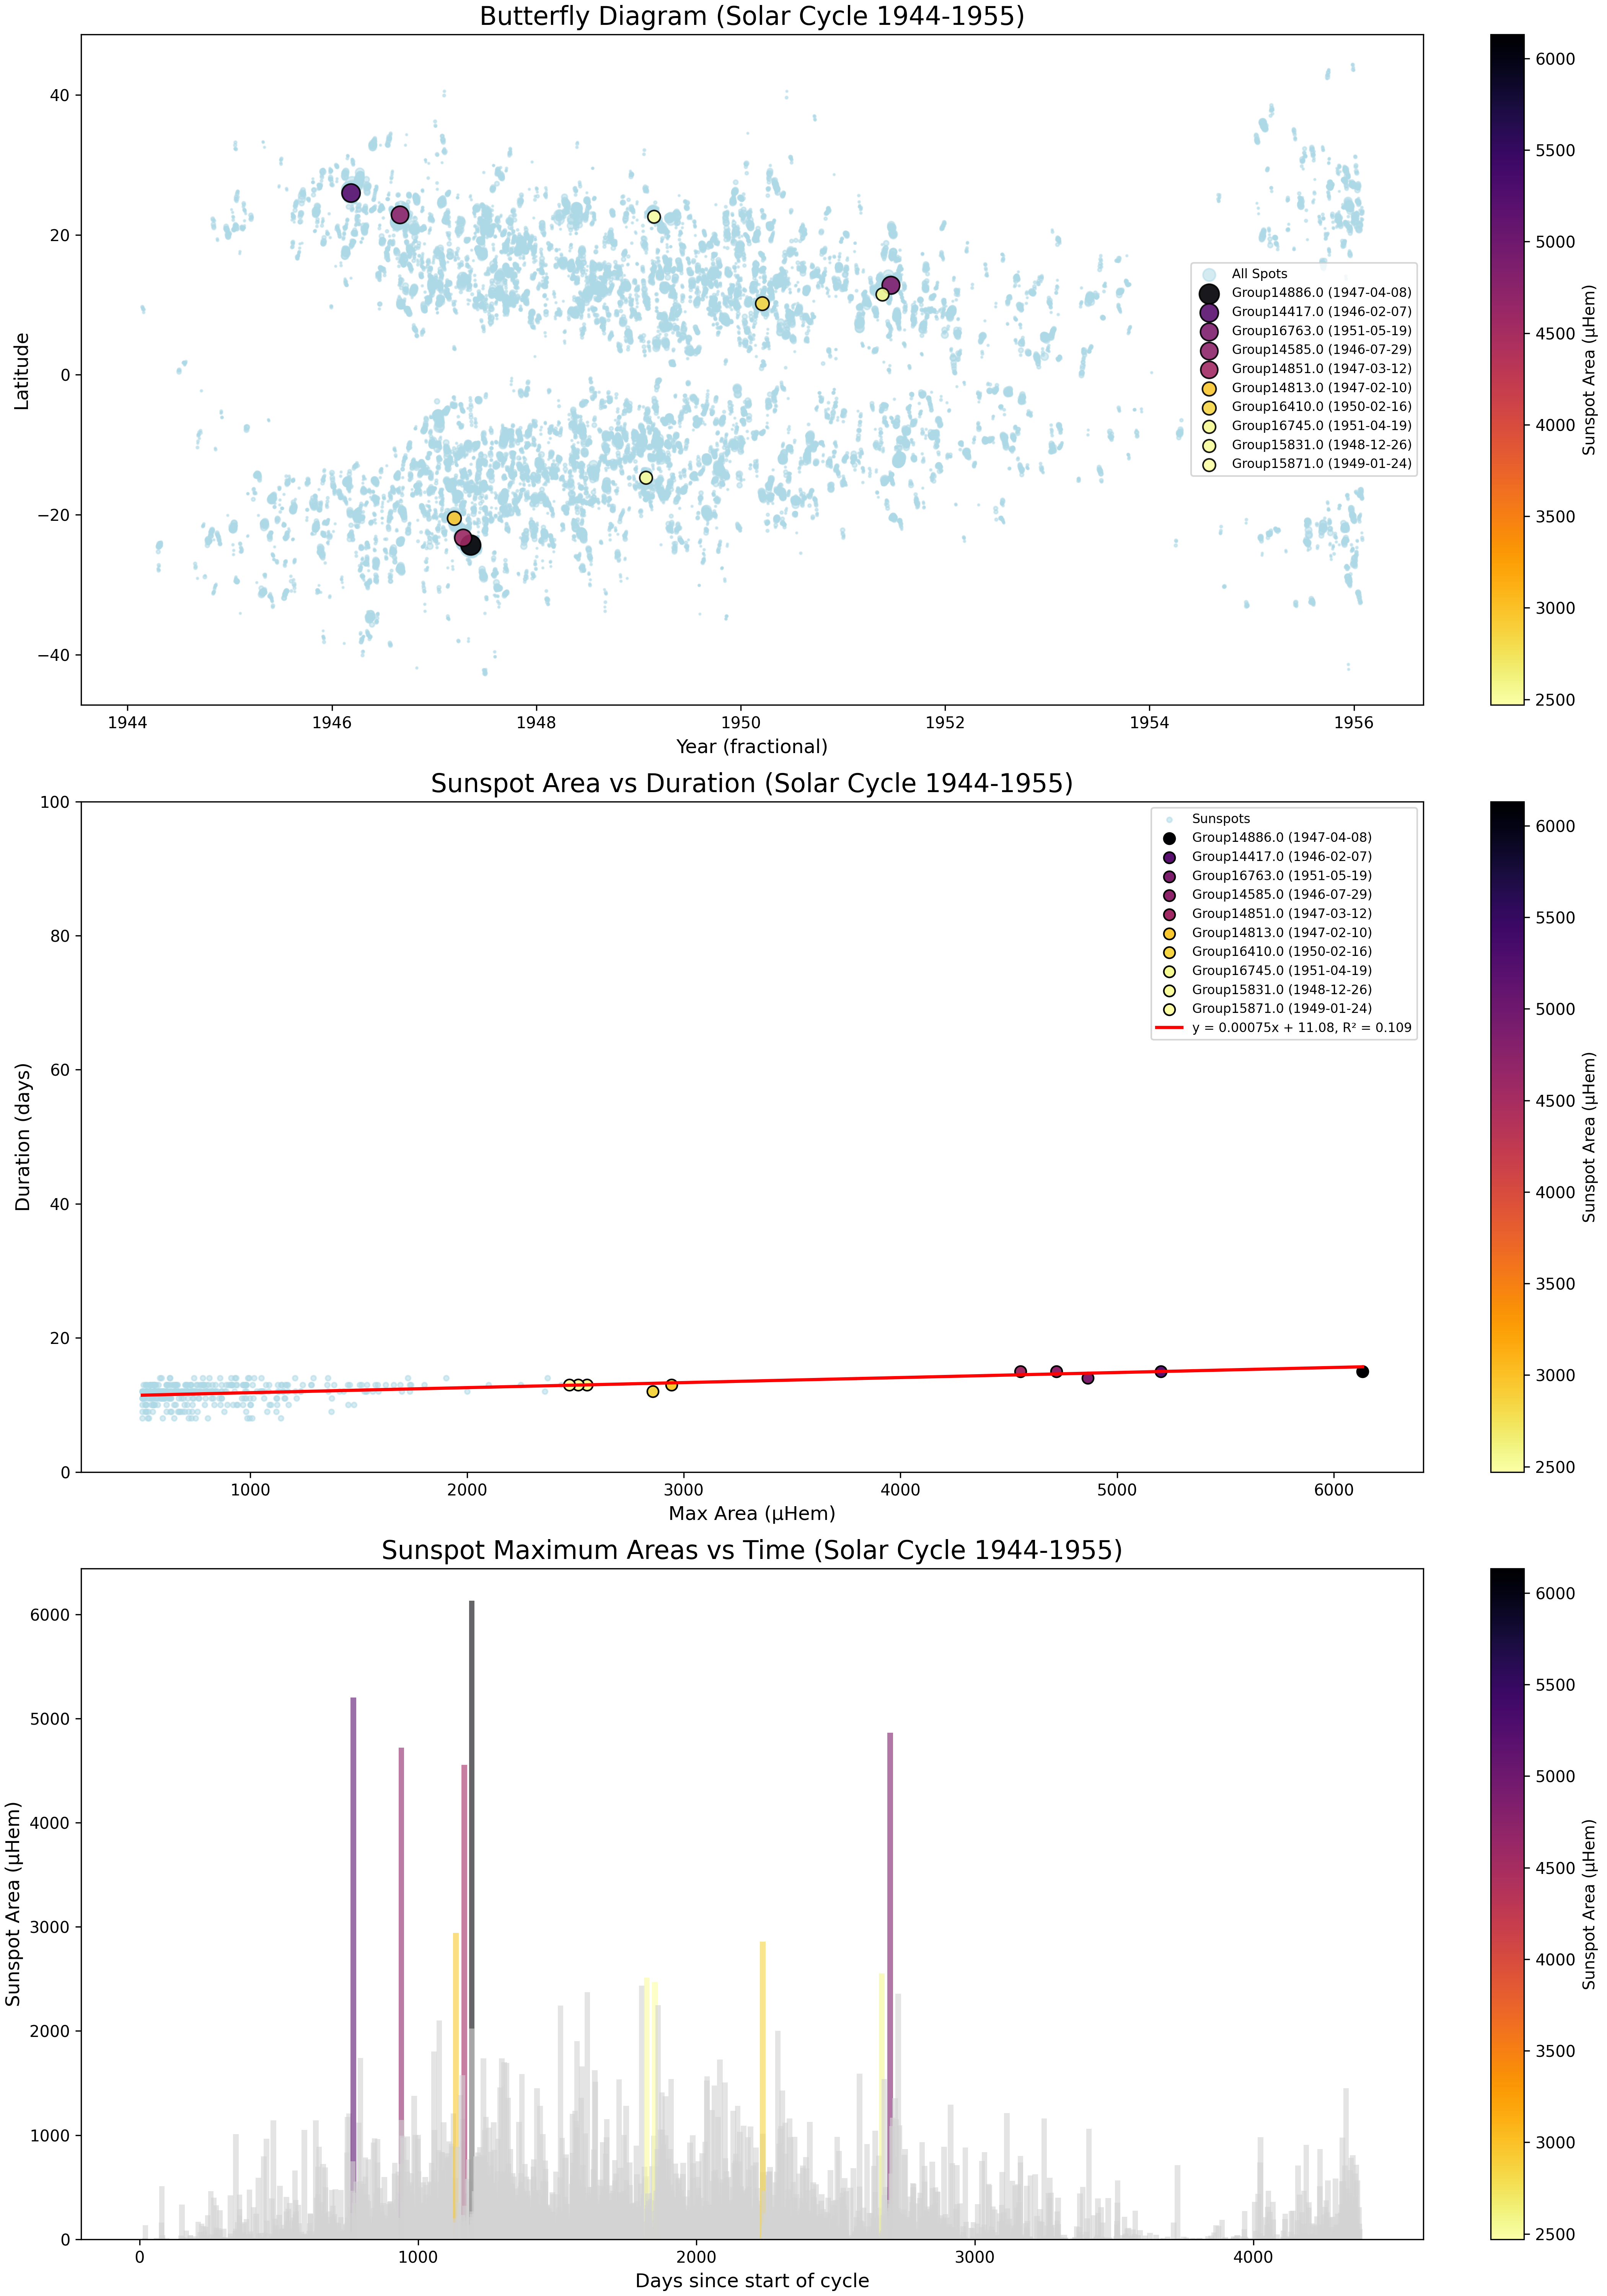 Butterfly Diagram (Solar Cycle 1944-1955)
40
20
0
−20
−40
Latitude
1944 1946 1948 1950 1952 1954 1956
Year (fractional)
All Spots
Group14886.0 (1947-04-08)
Group14417.0 (1946-02-07)
Group16763.0 (1951-05-19)
Group14585.0 (1946-07-29)
Group14851.0 (1947-03-12)
Group14813.0 (1947-02-10)
Group16410.0 (1950-02-16)
Group16745.0 (1951-04-19)
Group15831.0 (1948-12-26)
Group15871.0 (1949-01-24)
6000
5500
5000
4500
4000
3500
3000
2500
Sunspot Area (μHem)
Sunspot Area vs Duration (Solar Cycle 1944-1955)
100
80
60
40
20
0
Duration (days)
1000 2000 3000 4000 5000 6000
Max Area (μHem)
Sunspots
Group14886.0 (1947-04-08)
Group14417.0 (1946-02-07)
Group16763.0 (1951-05-19)
Group14585.0 (1946-07-29)
Group14851.0 (1947-03-12)
Group14813.0 (1947-02-10)
Group16410.0 (1950-02-16)
Group16745.0 (1951-04-19)
Group15831.0 (1948-12-26)
Group15871.0 (1949-01-24)
y = 0.00075x + 11.08, R² = 0.109
6000
5500
5000
4500
4000
3500
3000
2500
Sunspot Area (μHem)
Sunspot Maximum Areas vs Time (Solar Cycle 1944-1955)
6000
5000
4000
3000
2000
1000
0
Sunspot Area (μHem)
0 1000 2000 3000 4000
Days since start of cycle
6000
5500
5000
4500
4000
3500
3000
2500
Sunspot Area (μHem)